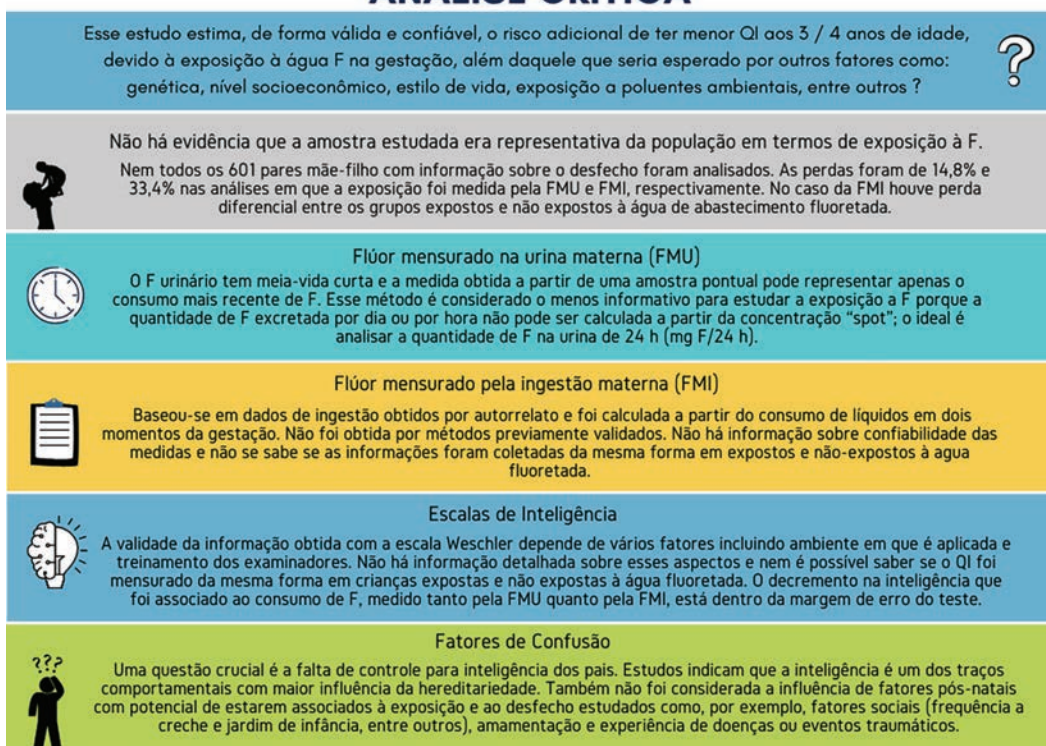 ANÁLISE CRÍTICA
Esse estudo estima, de forma válida e confiável, o risco adicional de ter menor QI aos 3 / 4 anos de idade,
devido à exposição à água F na gestação, além daquele que seria esperado por outros fatores como:
genética, nível socioeconômico, estilo de vida, exposição a poluentes ambientais, entre outros ?
?
Não há evidência que a amostra estudada era representativa da população em termos de exposição à F.
Nem todos os 601 pares mãe-filho com informação sobre o desfecho foram analisados. As perdas foram de 14,8% e
33,4% nas análises em que a exposição foi medida pela FMU e FMI, respectivamente. No caso da FMI houve perda
diferencial entre os grupos expostos e não expostos à água de abastecimento fluoretada.
Flúor mensurado na urina materna (FMU)
O F urinário tem meia-vida curta e a medida obtida a partir de uma amostra pontual pode representar apenas o
consumo mais recente de F. Esse método é considerado o menos informativo para estudar a exposição a F porque a
quantidade de F excretada por dia ou por hora não pode ser calculada a partir da concentração “spot”; o ideal é
analisar a quantidade de F na urina de 24 h (mg F/24 h).
Flúor mensurado pela ingestão materna (FMI)
Baseou-se em dados de ingestão obtidos por autorrelato e foi calculada a partir do consumo de líquidos em dois
momentos da gestação. Não foi obtida por métodos previamente validados. Não há informação sobre confiabilidade das
medidas e não se sabe se as informações foram coletadas da mesma forma em expostos e não-expostos à agua
fluoretada.
Escalas de Inteligência
A validade da informação obtida com a escala Weschler depende de vários fatores incluindo ambiente em que é aplicada e
treinamento dos examinadores. Não há informação detalhada sobre esses aspectos e nem é possível saber se o QI foi
mensurado da mesma forma em crianças expostas e não expostas à água fluoretada. O decremento na inteligência que
foi associado ao consumo de F, medido tanto pela FMU quanto pela FMI, está dentro da margem de erro do teste.
Fatores de Confusão
???
Uma questão crucial é a falta de controle para inteligência dos pais. Estudos indicam que a inteligência é um dos traços
comportamentais com maior influência da hereditariedade. Também não foi considerada a influência de fatores pós-natais
com potencial de estarem associados à exposição e ao desfecho estudados como, por exemplo, fatores sociais (frequência a
creche e jardim de infância, entre outros), amamentação e experiência de doenças ou eventos traumáticos.